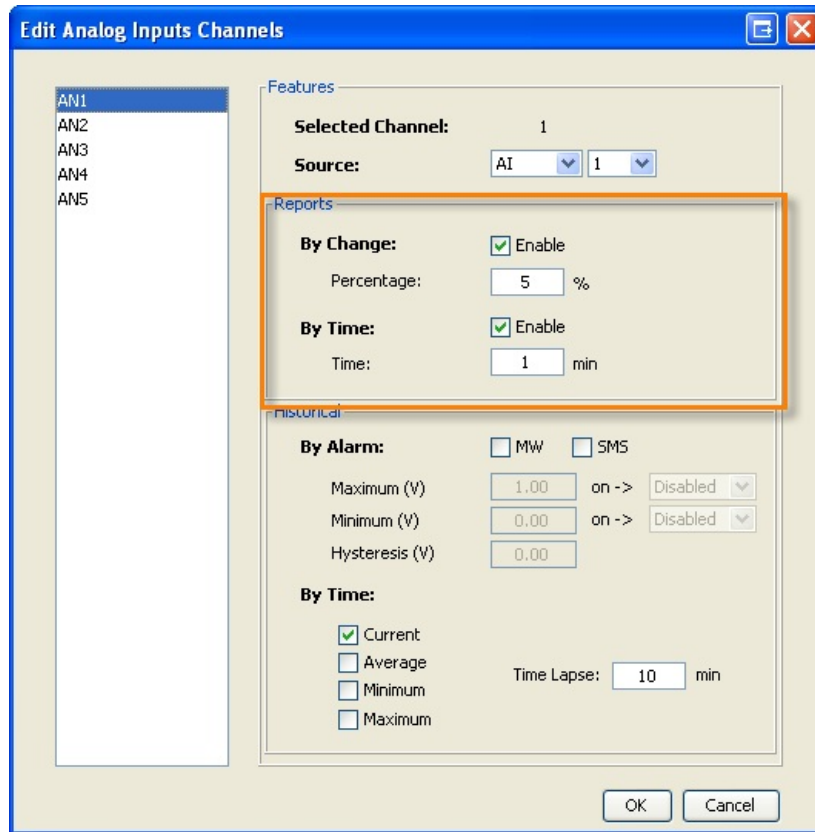 Edit Analog Inputs Channels
AN1
AN2
AN3
AN4
AN5
Features
Selected Channel: 1
Source: AI 1
Reports
By Change: Enable
Percentage: 5 %
By Time: Enable
Time: 1 min
Historical
By Alarm: MW SMS
Maximum (V) 1.00 on -> Disabled
Minimum (V) 0.00 on -> Disabled
Hysteresis (V) 0.00
By Time:
Current
Average
Time Lapse: 10 min
Minimum
Maximum
OK Cancel